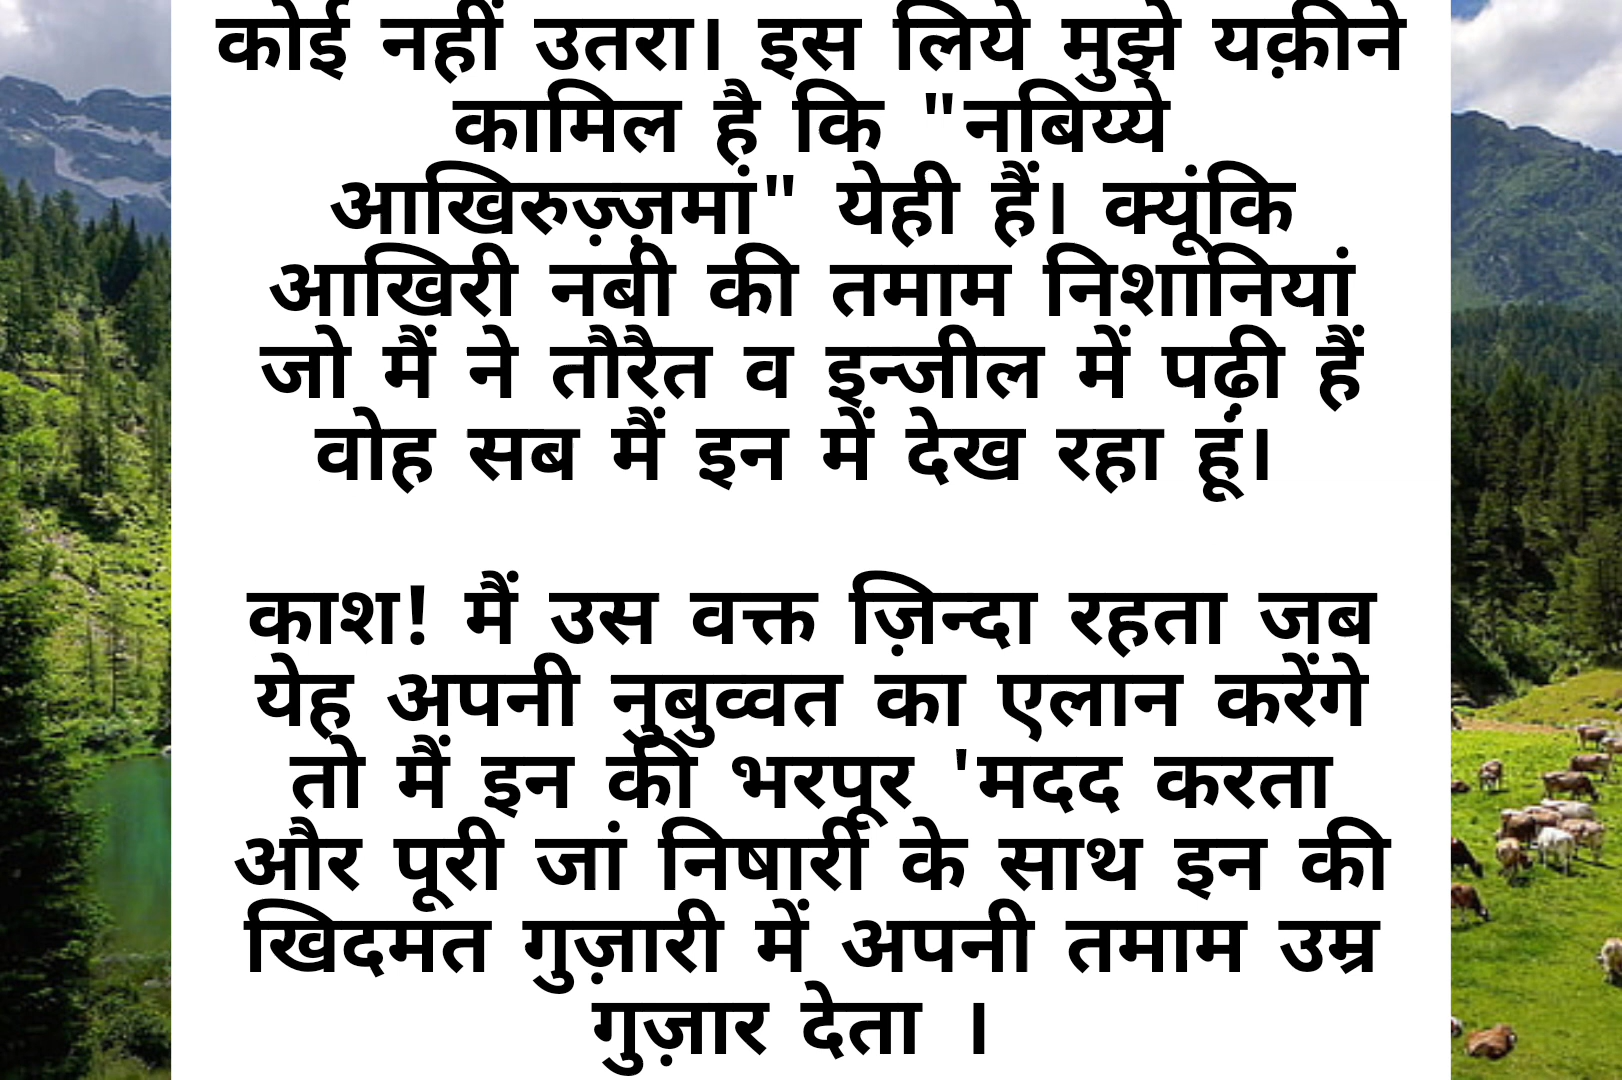 कोई नहीं उतरा। इस लिये मुझे यक़ीने
कामिल है कि "नबिय्ये
आखिरुज़्ज़मां" येही हैं। क्यूंकि
आखिरी नबी की तमाम निशानियां
जो मैं ने तौरैत व इन्जील में पढ़ी हैं
वोह सब मैं इन में देख रहा हूं।
काश! मैं उस वक्त ज़िन्दा रहता जब
येह अपनी नुबुव्वत का एलान करेंगे
तो मैं इन की भरपूर 'मदद करता
और पूरी जां निषारी के साथ इन की
खिदमत गुज़ारी में अपनी तमाम उम्र
गुज़ार देता ।